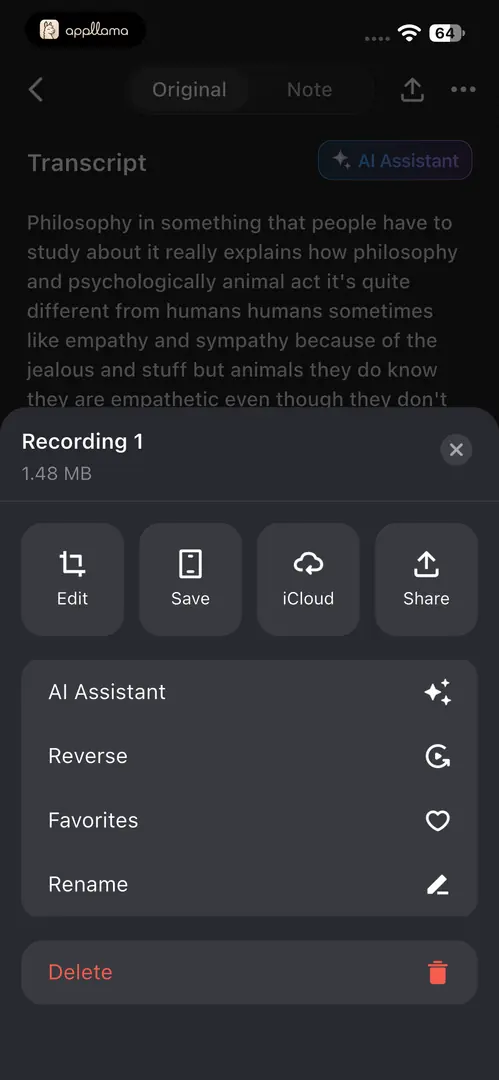 appllama
64
Original
Note
Transcript
AI Assistant
Philosophy in something that people have to
study about it really explains how philosophy
and psychologically animal act it's quite
different from humans humans sometimes
like empathy and sympathy because of the
jealous and stuff but animals they do know
they are empathetic even though they don't
Recording 1
1.48 MB
Edit
Save
iCloud
Share
AI Assistant
Reverse
Favorites
Rename
Delete